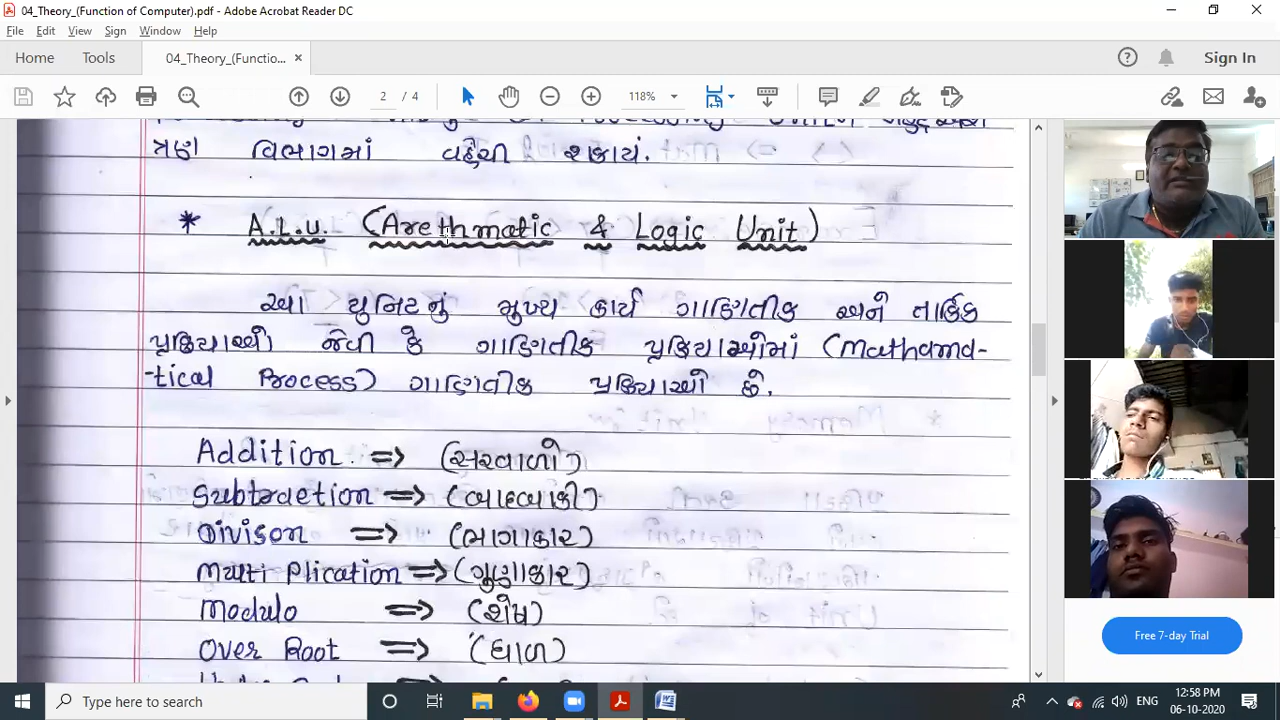 04_Theory_(Function of Computer).pdf - Adobe Acrobat Reader DC
File Edit View Sign Window Help
Home Tools 04_Theory_(Functio... × Sign In
2 / 4 118%
ત્રણ વિભાગમાં વહેંચી શકાય.
* A.L.U. (Arethmatic & Logic Unit)
આ યુનિટનું મુખ્ય કાર્ય ગાણિતીક અને તાર્કિક
પ્રક્રિયાઓ જેવી કે ગાણિતીક પ્રક્રિયાઓમાં (Mathama-
-tical Process) ગાણિતીક પ્રક્રિયાઓ છે.
Addition. => (સરવાળો)
Subtraction => (બાદબાકી)
Divison => (ભાગાકાર)
Multi Plication => (ગુણાકાર)
Modulo => (શેષ)
Over Root => (ઘાત)
Free 7-day Trial
Type here to search
ENG
12:58 PM
06-10-2020